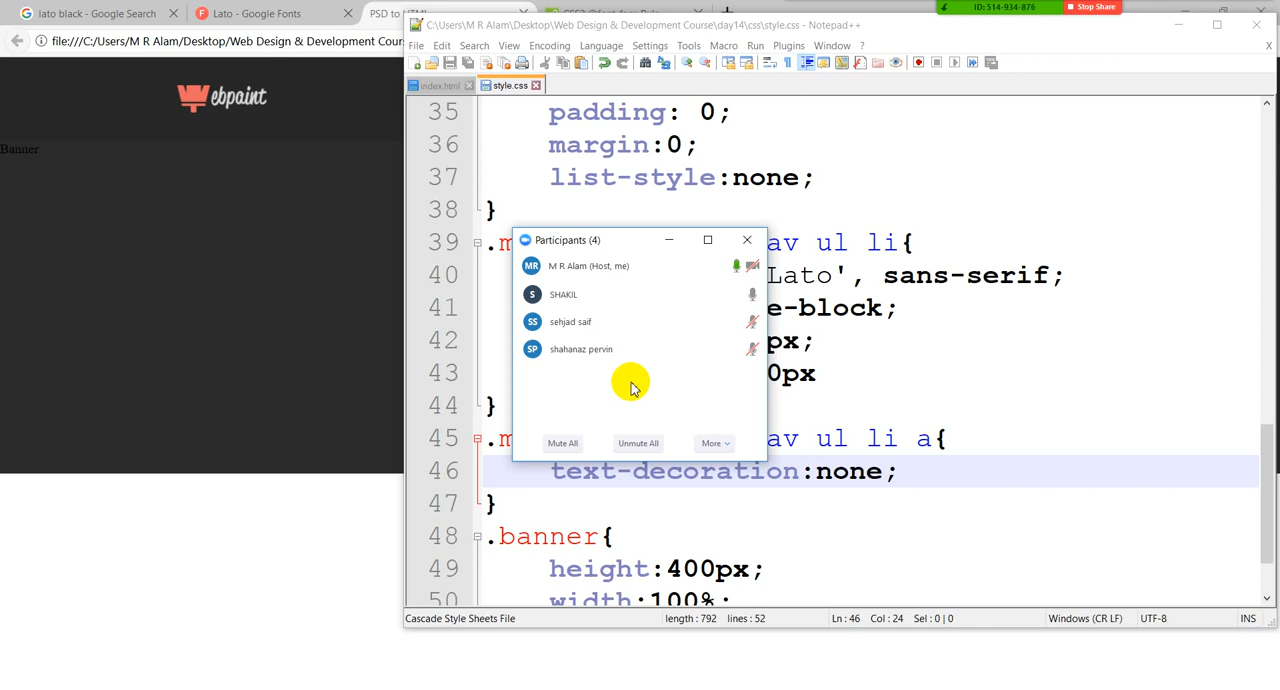 lato black - Google Search
Lato - Google Fonts
PSD to HTML
ID: 514-934-876
Stop Share
file:///C:/Users/M R Alam/Desktop/Web Design & Development Cour
C:\Users\M R Alam\Desktop\Web Design & Development Course\day14\css\style.css - Notepad++
File Edit Search View Encoding Language Settings Tools Macro Run Plugins Window ?
X
index.html
style.css
ebpaint
Banner
35 padding: 0;
36 margin:0;
37 list-style:none;
38 }
39 .m av ul li{
40 Lato', sans-serif;
41 e-block;
42 px;
43 0px
44 }
45 .m av ul li a{
46 text-decoration:none;
47 }
48 .banner{
49 height:400px;
50 width:100%;
Participants (4)
MR M R Alam (Host, me)
S SHAKIL
SS sehjad saif
SP shahanaz pervin
Mute All
Unmute All
More
Cascade Style Sheets File
length : 792 lines : 52
Ln : 46 Col : 24 Sel : 0 | 0
Windows (CR LF)
UTF-8
INS